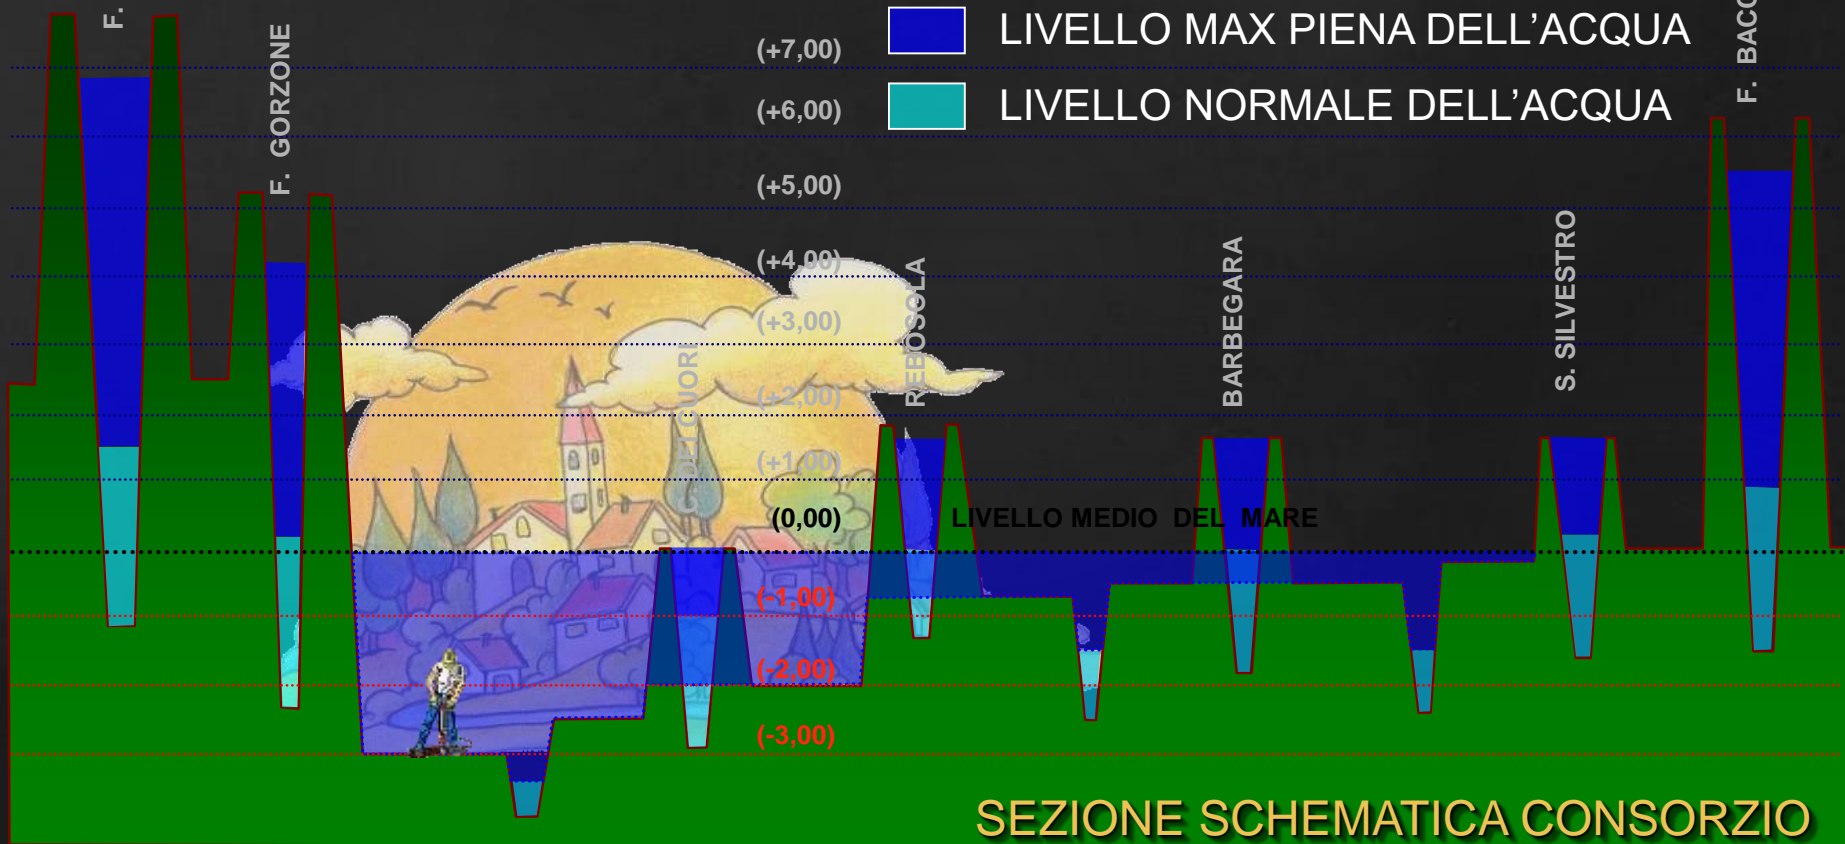 F.
F. GORZONE
(+7,00)
LIVELLO MAX PIENA DELL’ACQUA
(+6,00)
LIVELLO NORMALE DELL’ACQUA
(+5,00)
(+4,00)
(+3,00)
(+2,00)
(+1,00)
(0,00)
LIVELLO MEDIO DEL MARE
(-1,00)
(-2,00)
(-3,00)
C. DEI CUORI
REBOSOLA
BARBEGARA
S. SILVESTRO
F. BACC
SEZIONE SCHEMATICA CONSORZIO